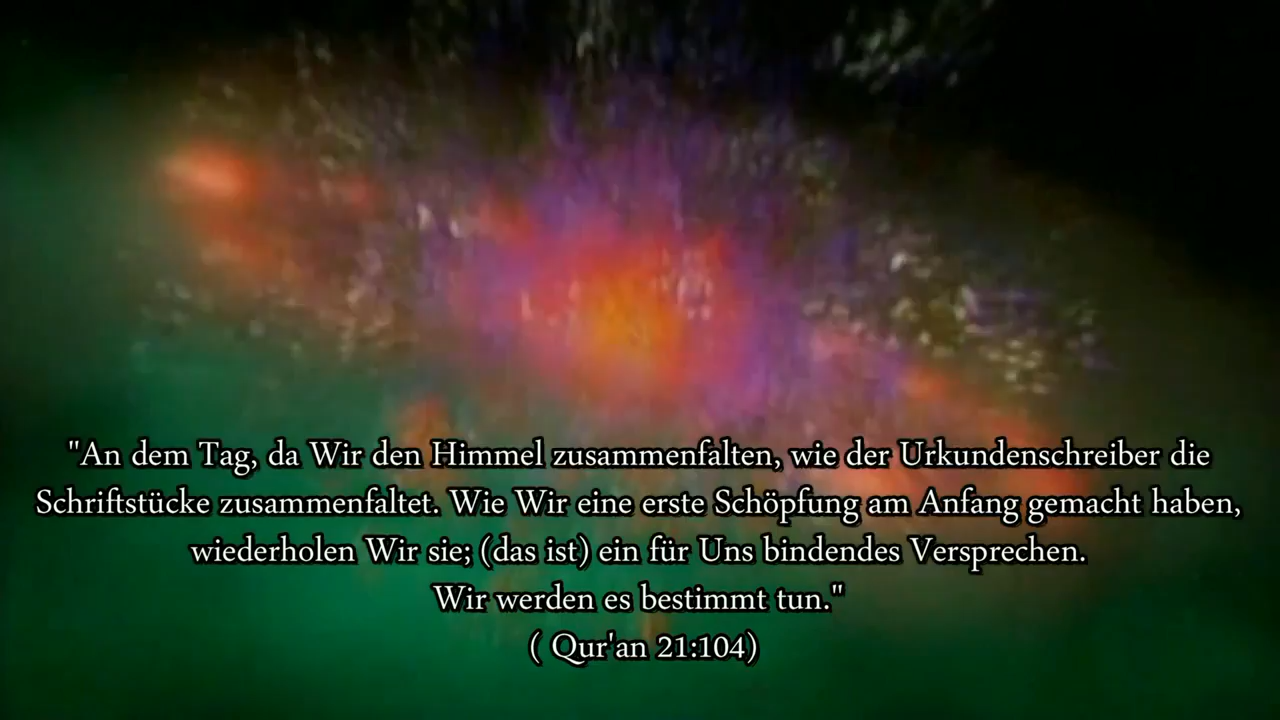 "An dem Tag, da Wir den Himmel zusammenfalten, wie der Urkundenschreiber die
Schriftstücke zusammenfaltet. Wie Wir eine erste Schöpfung am Anfang gemacht haben,
wiederholen Wir sie; (das ist) ein für Uns bindendes Versprechen.
Wir werden es bestimmt tun."
( Qur'an 21:104)